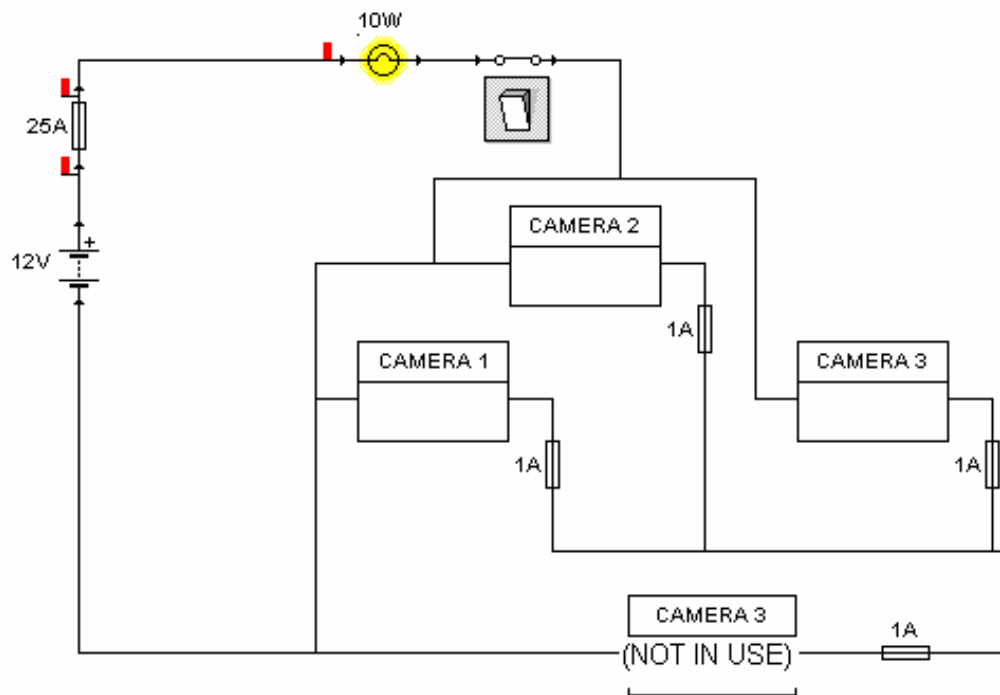 10W
25A
12V
+
CAMERA 2
1A
CAMERA 1
CAMERA 3
1A
1A
CAMERA 3
(NOT IN USE)
1A